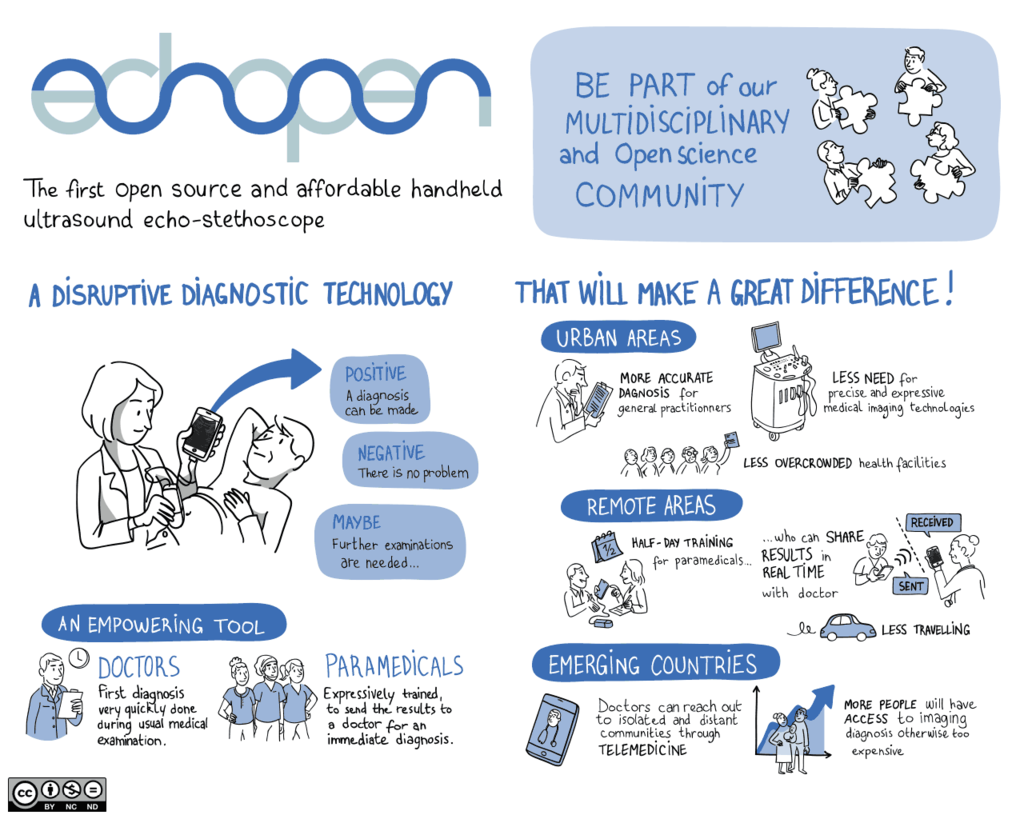 echopen
The first open source and affordable handheld
ultrasound echo-stethoscope
BE PART of our
MULTIDISCIPLINARY
and Open science
COMMUNITY
A DISRUPTIVE DIAGNOSTIC TECHNOLOGY
POSITIVE
A diagnosis
can be made
NEGATIVE
There is no problem
MAYBE
Further examinations
are needed...
AN EMPOWERING TOOL
DOCTORS
First diagnosis
very quickly done
during usual medical
examination.
PARAMEDICALS
Expressively trained,
to send the results to
a doctor for an
immediate diagnosis.
THAT WILL MAKE A GREAT DIFFERENCE!
URBAN AREAS
MORE ACCURATE
DAGNOSIS for
general practitionners
LESS NEED for
precise and expressive
medical imaging technologies
LESS OVERCROWDED health facilities
REMOTE AREAS
1/2
HALF-DAY TRAINING
for paramedicals...
...who can SHARE
RESULTS in
REAL TIME
with doctor
RECEIVED
SENT
LESS TRAVELLING
EMERGING COUNTRIES
Doctors can reach out
to isolated and distant
communities through
TELEMEDICINE
MORE PEOPLE will have
ACCESS to imaging
diagnosis otherwise too
expensive
cc
BY NC ND